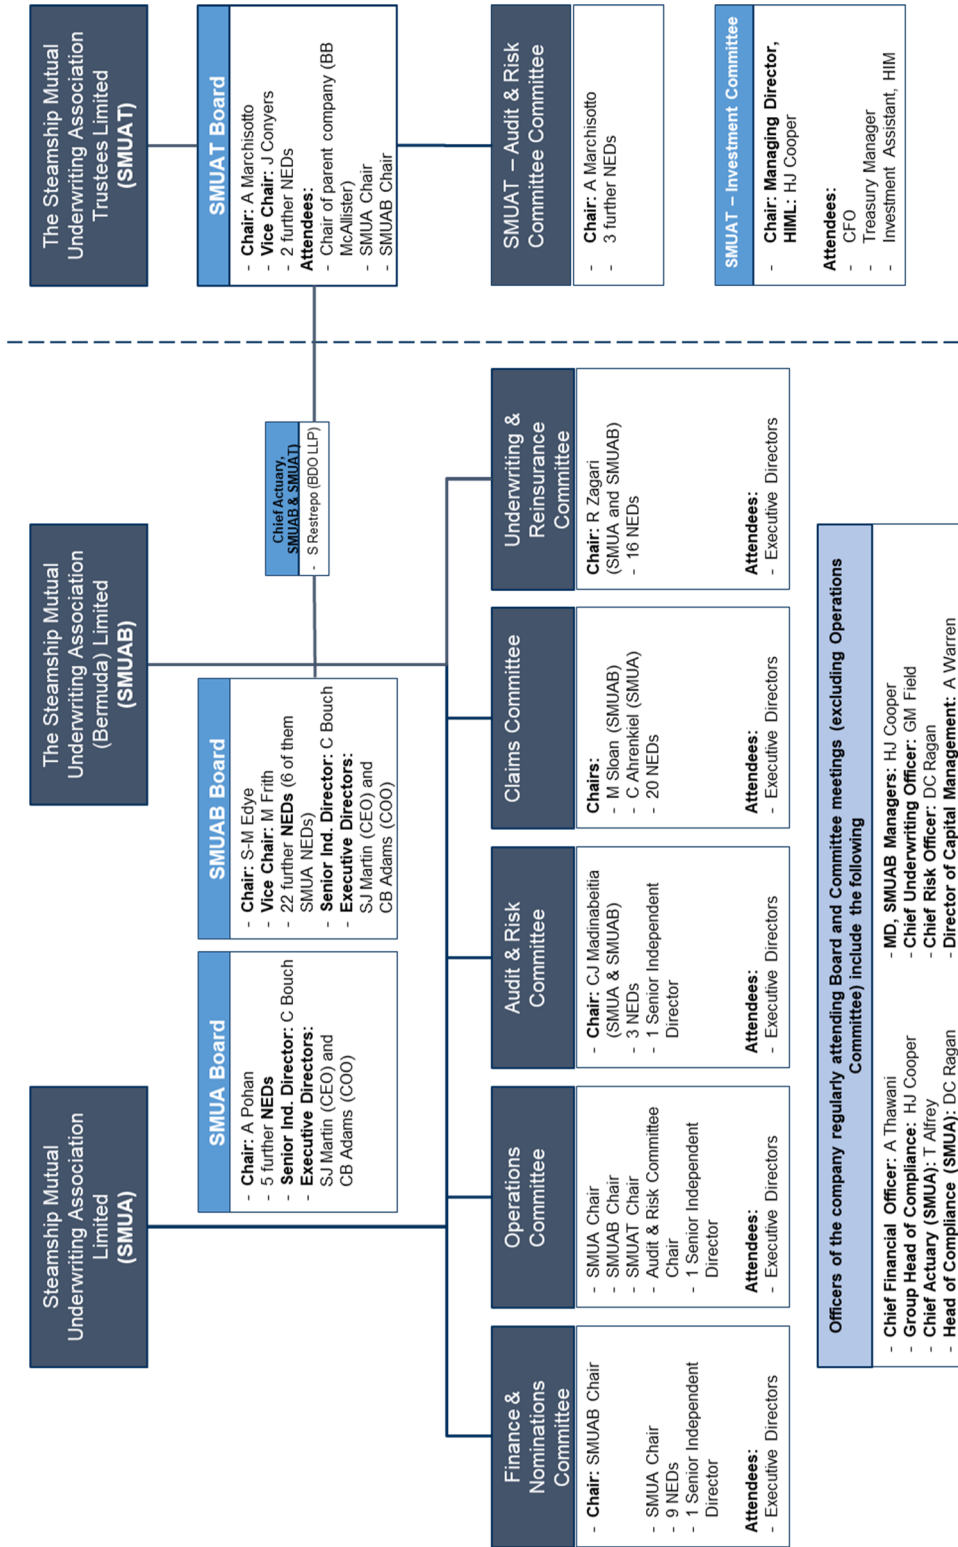 Steamship Mutual
Underwriting Association
Limited
(SMUA)
The Steamship Mutual
Underwriting Association
(Bermuda) Limited
(SMUAB)
The Steamship Mutual
Underwriting Association
Trustees Limited
(SMUAT)
SMUA Board
- Chair: A Pohan
- 5 further NEDs
- Senior Ind. Director: C Bouch
- Executive Directors:
SJ Martin (CEO) and
CB Adams (COO)
SMUAB Board
- Chair: S-M Edye
- Vice Chair: M Frith
- 22 further NEDs (6 of them
SMUA NEDs)
- Senior Ind. Director: C Bouch
- Executive Directors:
SJ Martin (CEO) and
CB Adams (COO)
Chief Actuary,
SMUAB & SMUAT)
- S Restrepo (BDO LLP)
SMUAT Board
- Chair: A Marchisotto
- Vice Chair: J Conyers
- 2 further NEDs
Attendees:
- Chair of parent company (BB
McAllister)
- SMUA Chair
- SMUAB Chair
Finance &
Nominations
Committee
- Chair: SMUAB Chair
- SMUA Chair
- 9 NEDs
- 1 Senior Independent
Director
Attendees:
- Executive Directors
Operations
Committee
- SMUA Chair
- SMUAB Chair
- SMUAT Chair
- Audit & Risk Committee
Chair
- 1 Senior Independent
Director
Attendees:
- Executive Directors
Audit & Risk
Committee
- Chair: CJ Madinabeitia
(SMUA & SMUAB)
- 3 NEDs
- 1 Senior Independent
Director
Attendees:
- Executive Directors
Claims Committee
Chairs:
- M Sloan (SMUAB)
- C Ahrenkiel (SMUA)
- 20 NEDs
Attendees:
- Executive Directors
Underwriting &
Reinsurance
Committee
Chair: R Zagari
(SMUA and SMUAB)
- 16 NEDs
Attendees:
- Executive Directors
SMUAT – Audit & Risk
Committee Committee
- Chair: A Marchisotto
- 3 further NEDs
SMUAT – Investment Committee
- Chair: Managing Director,
HIML: HJ Cooper
Attendees:
- CFO
- Treasury Manager
- Investment Assistant, HIM
Officers of the company regularly attending Board and Committee meetings (excluding Operations
Committee) include the following
- Chief Financial Officer: A Thawani
- Group Head of Compliance: HJ Cooper
- Chief Actuary (SMUA): T Alfrey
- Head of Compliance (SMUA): DC Ragan
- MD, SMUAB Managers: HJ Cooper
- Chief Underwriting Officer: GM Field
- Chief Risk Officer: DC Ragan
- Director of Capital Management: A Warren